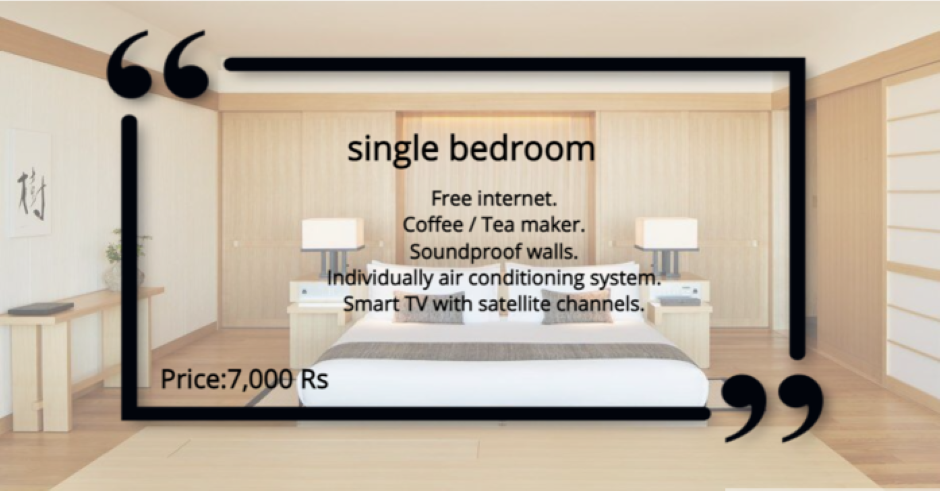 樹
single bedroom
Free internet.
Coffee / Tea maker.
Soundproof walls.
Individually air conditioning system.
Smart TV with satellite channels.
Price:7,000 Rs